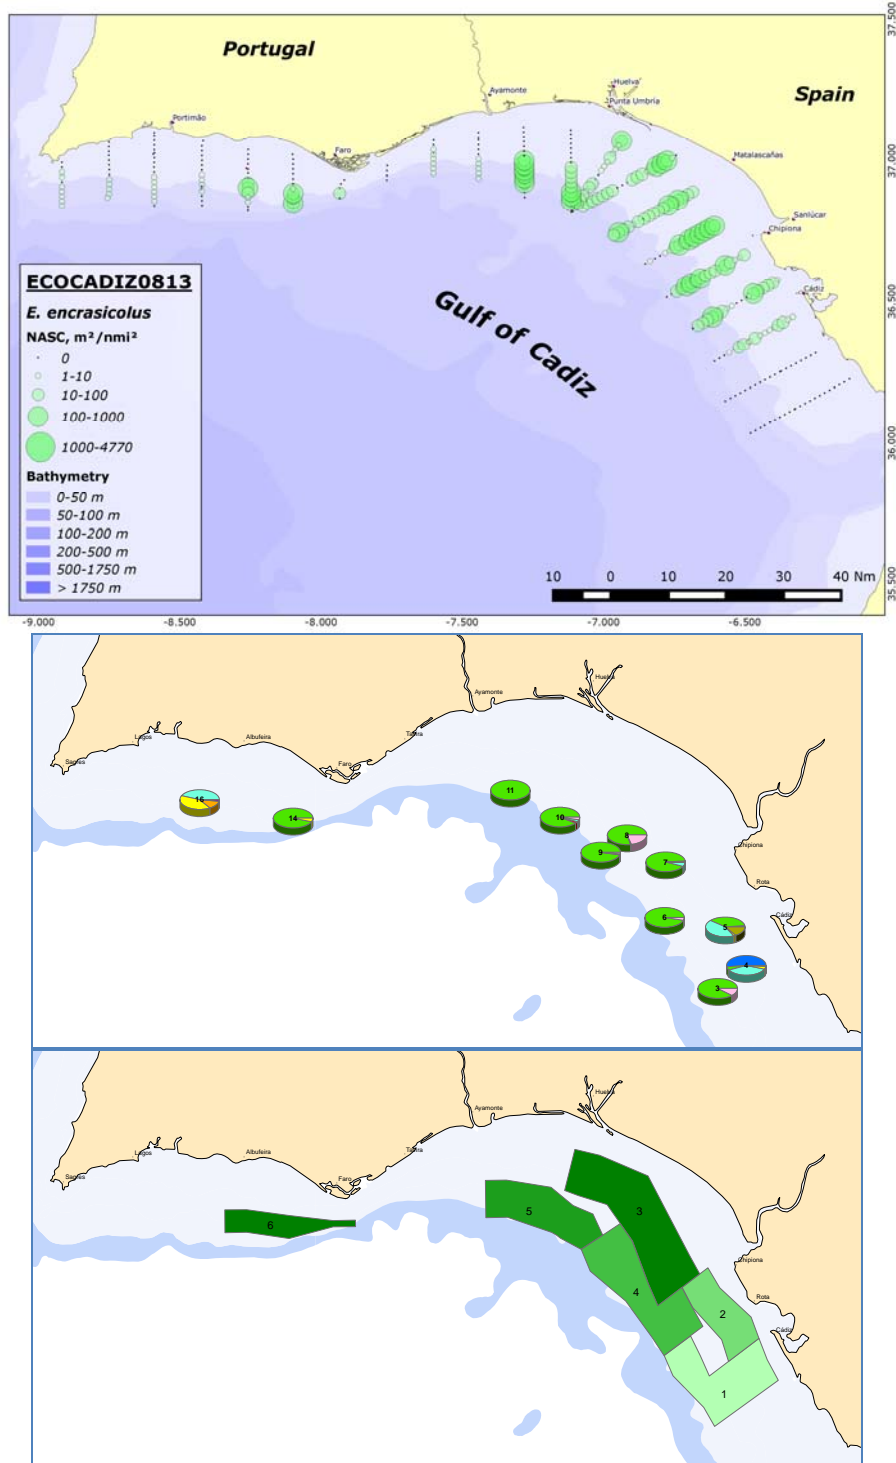 Portugal
Spain
Huelva
Punta Umbría
Ayamonte
Portimão
Faro
Matalascañas
Sanlúcar
Chipiona
Cádiz
Gulf of Cadiz
ECOCADIZ0813
E. encrasicolus
NASC, m²/nmi²
0
1-10
10-100
100-1000
1000-4770
Bathymetry
0-50 m
50-100 m
100-200 m
200-500 m
500-1750 m
> 1750 m
10 0 10 20 30 40 Nm
37.500
37.000
36.500
36.000
35.500
-9.000 -8.500 -8.000 -7.500 -7.000 -6.500
Huelva
Ayamonte
Tavira
Lagos
Albufeira
Sagres
Faro
Chipiona
Rota
Cádiz
16
14
11
10
9
8
7
6
5
4
3
Huelva
Ayamonte
Tavira
Lagos
Albufeira
Sagres
Faro
Chipiona
Rota
Cádiz
6
5
3
4
2
1